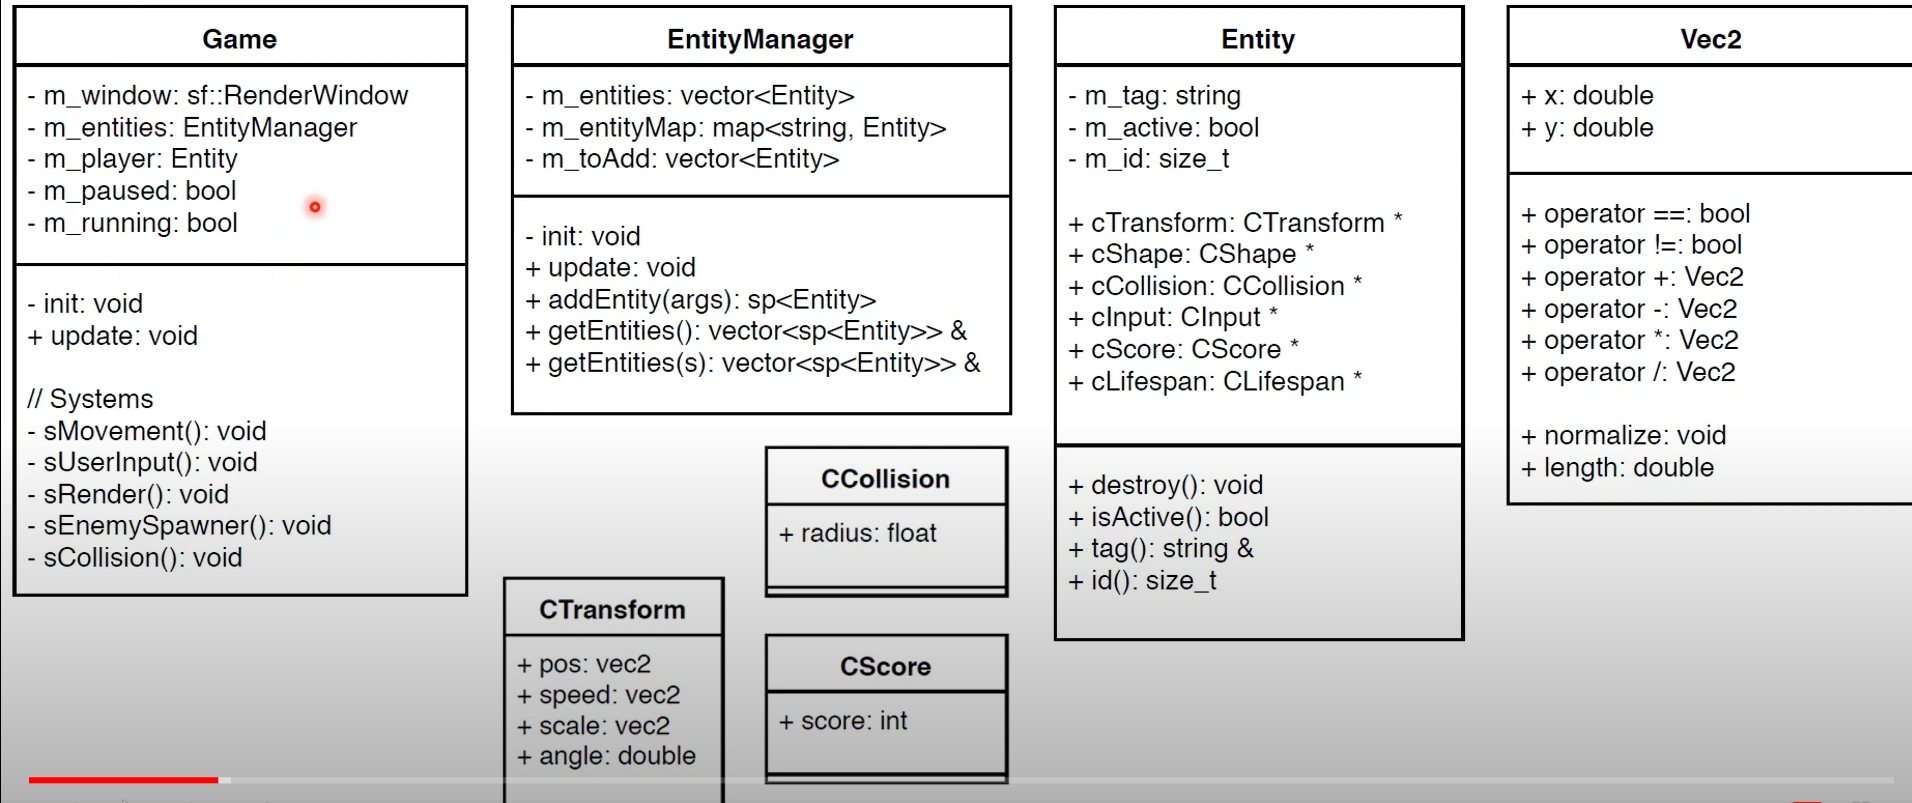 Game
- m_window: sf::RenderWindow
- m_entities: EntityManager
- m_player: Entity
- m_paused: bool
- m_running: bool
- init: void
+ update: void
// Systems
- sMovement(): void
- sUserInput(): void
- sRender(): void
- sEnemySpawner(): void
- sCollision(): void
EntityManager
- m_entities: vector<Entity>
- m_entityMap: map<string, Entity>
- m_toAdd: vector<Entity>
- init: void
+ update: void
+ addEntity(args): sp<Entity>
+ getEntities(): vector<sp<Entity>> &
+ getEntities(s): vector<sp<Entity>> &
CTransform
+ pos: vec2
+ speed: vec2
+ scale: vec2
+ angle: double
CCollision
+ radius: float
CScore
+ score: int
Entity
- m_tag: string
- m_active: bool
- m_id: size_t
+ cTransform: CTransform *
+ cShape: CShape *
+ cCollision: CCollision *
+ cInput: CInput *
+ cScore: CScore *
+ cLifespan: CLifespan *
+ destroy(): void
+ isActive(): bool
+ tag(): string &
+ id(): size_t
Vec2
+ x: double
+ y: double
+ operator ==: bool
+ operator !=: bool
+ operator +: Vec2
+ operator -: Vec2
+ operator *: Vec2
+ operator /: Vec2
+ normalize: void
+ length: double